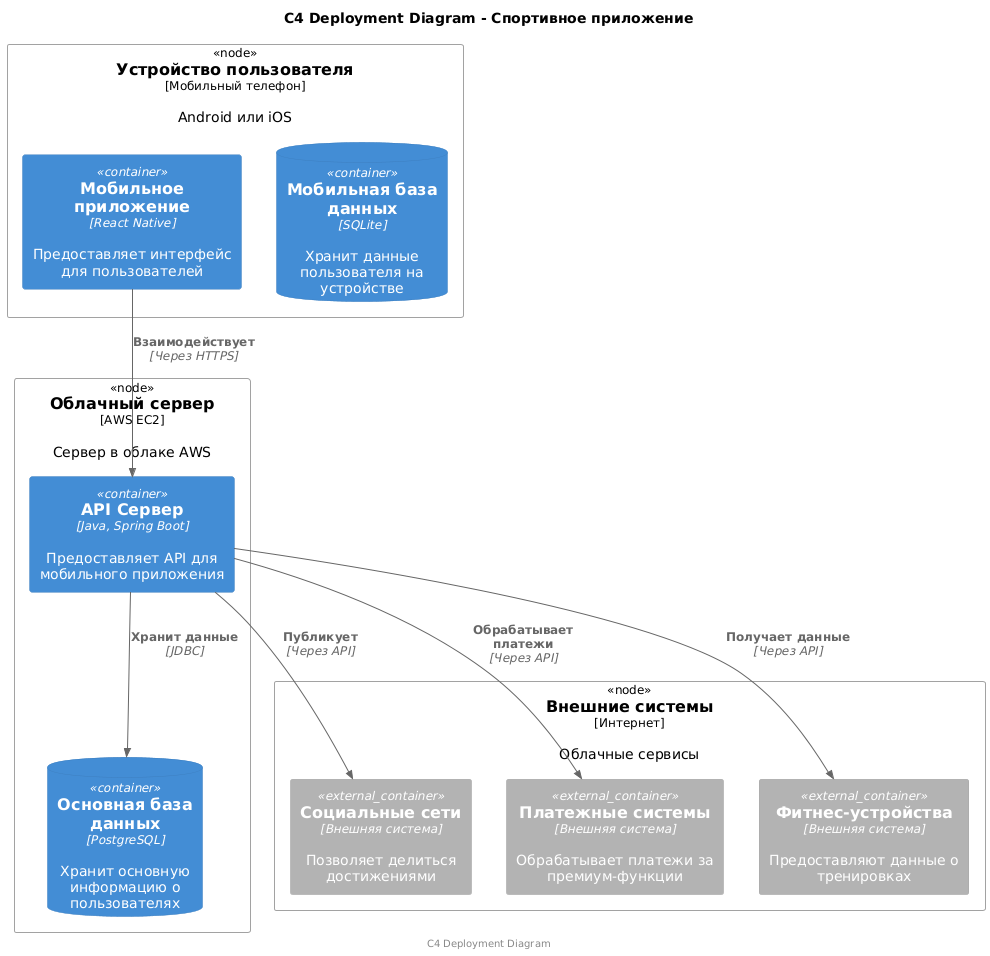 C4 Deployment Diagram - Спортивное приложение
«node»
Устройство пользователя
[Мобильный телефон]
Android или iOS
«container»
Мобильное
приложение
[React Native]
Предоставляет интерфейс
для пользователей
«container»
Мобильная база
данных
[SQLite]
Хранит данные
пользователя на
устройстве
Взаимодействует
[Через HTTPS]
«node»
Облачный сервер
[AWS EC2]
Сервер в облаке AWS
«container»
API Сервер
[Java, Spring Boot]
Предоставляет API для
мобильного приложения
Хранит данные
[JDBC]
Публикует
[Через API]
Обрабатывает
платежи
[Через API]
Получает данные
[Через API]
«container»
Основная база
данных
[PostgreSQL]
Хранит основную
информацию о
пользователях
«node»
Внешние системы
[Интернет]
Облачные сервисы
«external_container»
Социальные сети
[Внешняя система]
Позволяет делиться
достижениями
«external_container»
Платежные системы
[Внешняя система]
Обрабатывает платежи за
премиум-функции
«external_container»
Фитнес-устройства
[Внешняя система]
Предоставляют данные о
тренировках
C4 Deployment Diagram